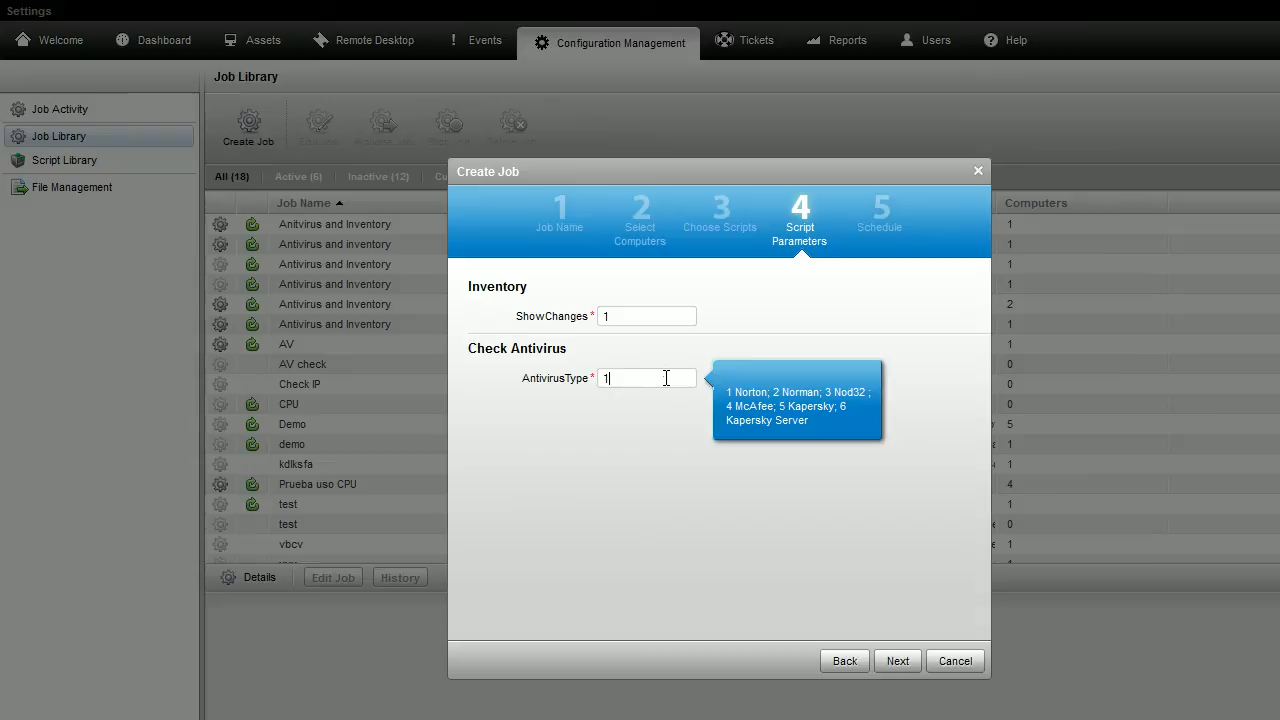 Settings
Welcome
Dashboard
Assets
Remote Desktop
Events
Configuration Management
Tickets
Reports
Users
Help
Job Activity
Job Library
Script Library
File Management
Job Library
Create Job
All (18)
Active (6)
Inactive (12)
Job Name
Computers
Antivirus and Inventory 1
Antivirus and Inventory 1
Antivirus and Inventory 1
Antivirus and Inventory 1
Antivirus and Inventory 2
Antivirus and Inventory 1
AV 1
AV check 0
Check IP 0
CPU 0
Demo 5
demo 1
kdlksfa 1
Prueba uso CPU 4
test 1
test 0
vbcv 1
Details
Edit Job
History
Create Job
1 Job Name
2 Select
Computers
3 Choose Scripts
4 Script
Parameters
5 Schedule
Inventory
ShowChanges * 1
Check Antivirus
AntivirusType * 1
1 Norton; 2 Norman; 3 Nod32 ;
4 McAfee; 5 Kapersky; 6
Kapersky Server
Back
Next
Cancel